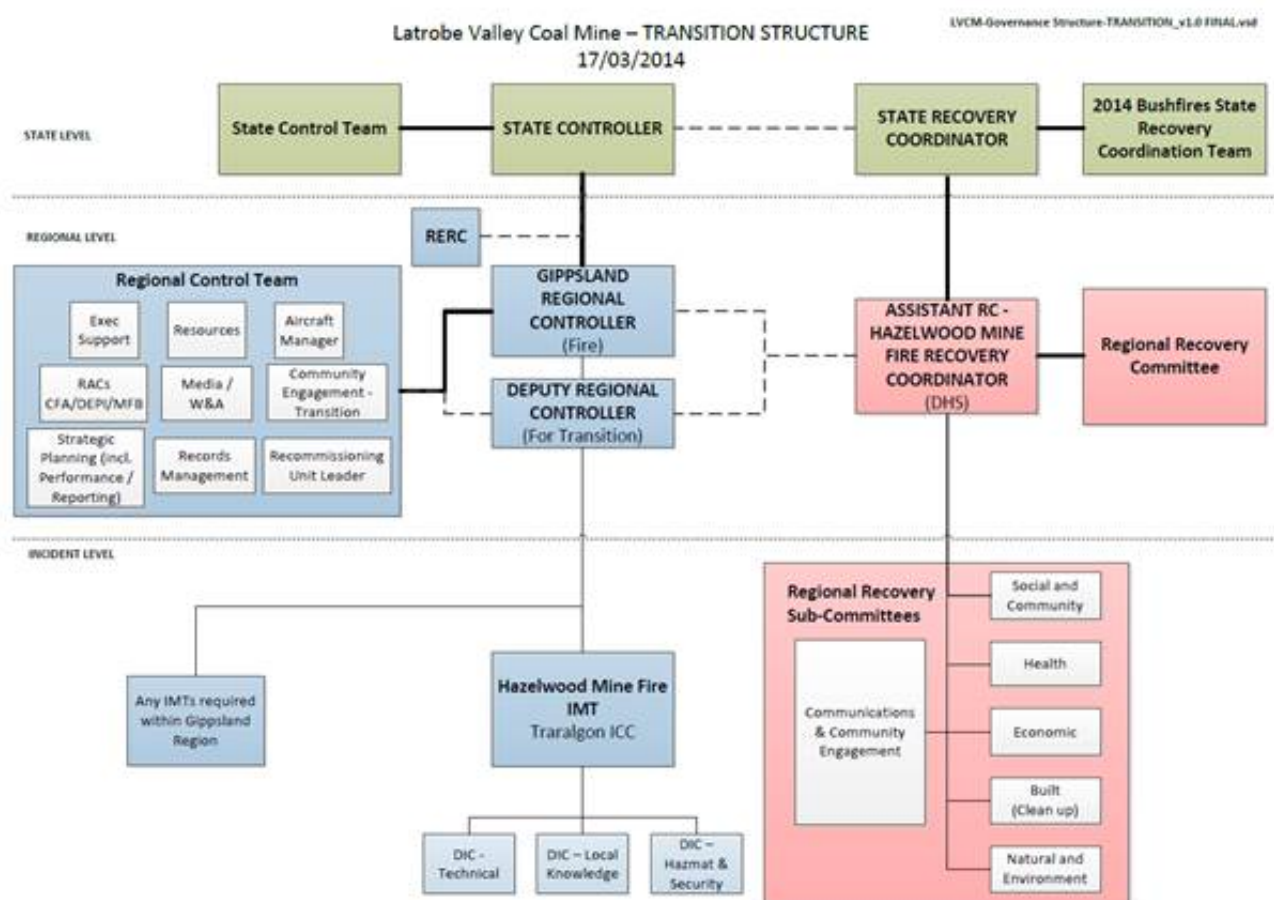 LVCM-Governance Structure-TRANSITION_v1.0 FINAL.vsd
Latrobe Valley Coal Mine – TRANSITION STRUCTURE
17/03/2014
STATE LEVEL
State Control Team
STATE CONTROLLER
STATE RECOVERY
COORDINATOR
2014 Bushfires State
Recovery
Coordination Team
REGIONAL LEVEL
RERC
Regional Control Team
Exec
Support
Resources
Aircraft
Manager
RACs
CFA/DEPI/MFB
Media /
W&A
Community
Engagement -
Transition
Strategic
Planning (incl.
Performance /
Reporting)
Records
Management
Recommissioning
Unit Leader
GIPPSLAND
REGIONAL
CONTROLLER
(Fire)
DEPUTY REGIONAL
CONTROLLER
(For Transition)
ASSISTANT RC -
HAZELWOOD MINE
FIRE RECOVERY
COORDINATOR
(DHS)
Regional Recovery
Committee
INCIDENT LEVEL
Any IMTs required
within Gippsland
Region
Hazelwood Mine Fire
IMT
Traralgon ICC
DIC -
Technical
DIC – Local
Knowledge
DIC –
Hazmat &
Security
Regional Recovery
Sub-Committees
Communications
& Community
Engagement
Social and
Community
Health
Economic
Built
(Clean up)
Natural and
Environment